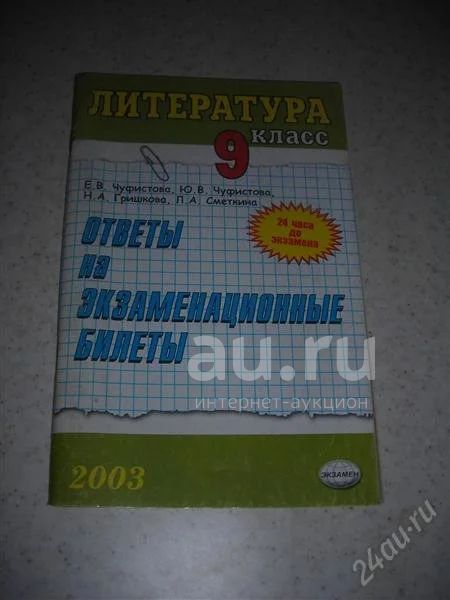 ЛИТЕРАТУРА
9 класс
Е.В. Чуфистова, Ю.В. Чуфистова,
Н.А. Гришкова, Л.А. Сметкина
24 часа
до
экзамена
ОТВЕТЫ
на
ЭКЗАМЕНАЦИОННЫЕ
БИЛЕТЫ
au.ru
интернет-аукцион
2003
ЭКЗАМЕН
24au.ru